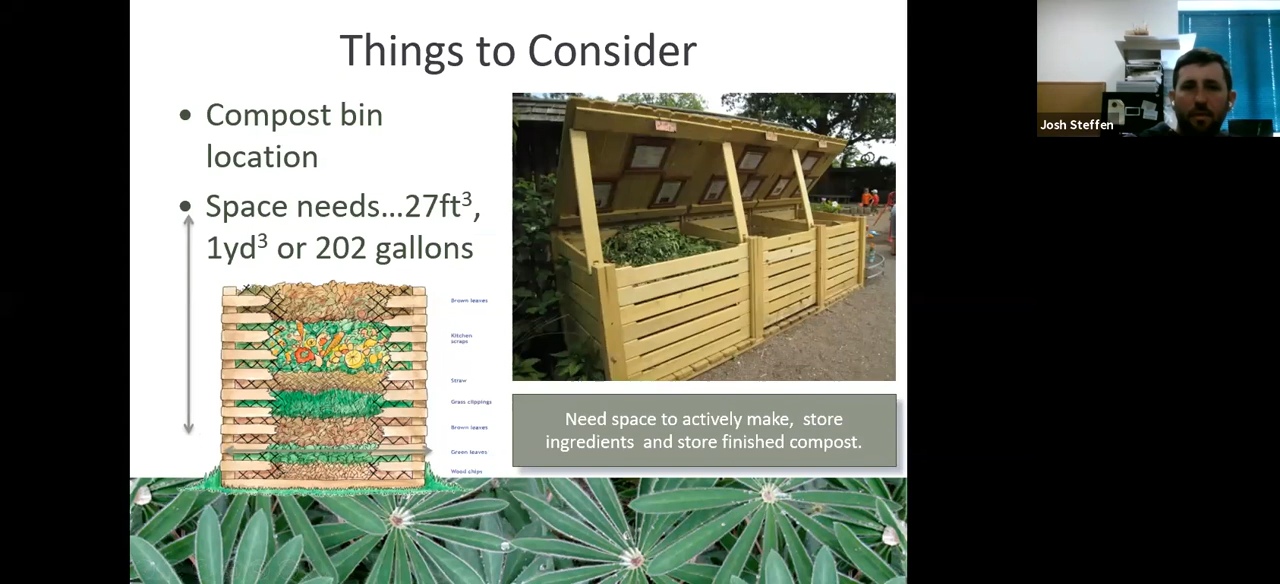 Things to Consider
• Compost bin
location
• Space needs...27ft³,
1yd³ or 202 gallons
Brown leaves
Kitchen
scraps
Straw
Grass clippings
Brown leaves
Green leaves
Wood chips
Need space to actively make, store
ingredients and store finished compost.
Josh Steffen